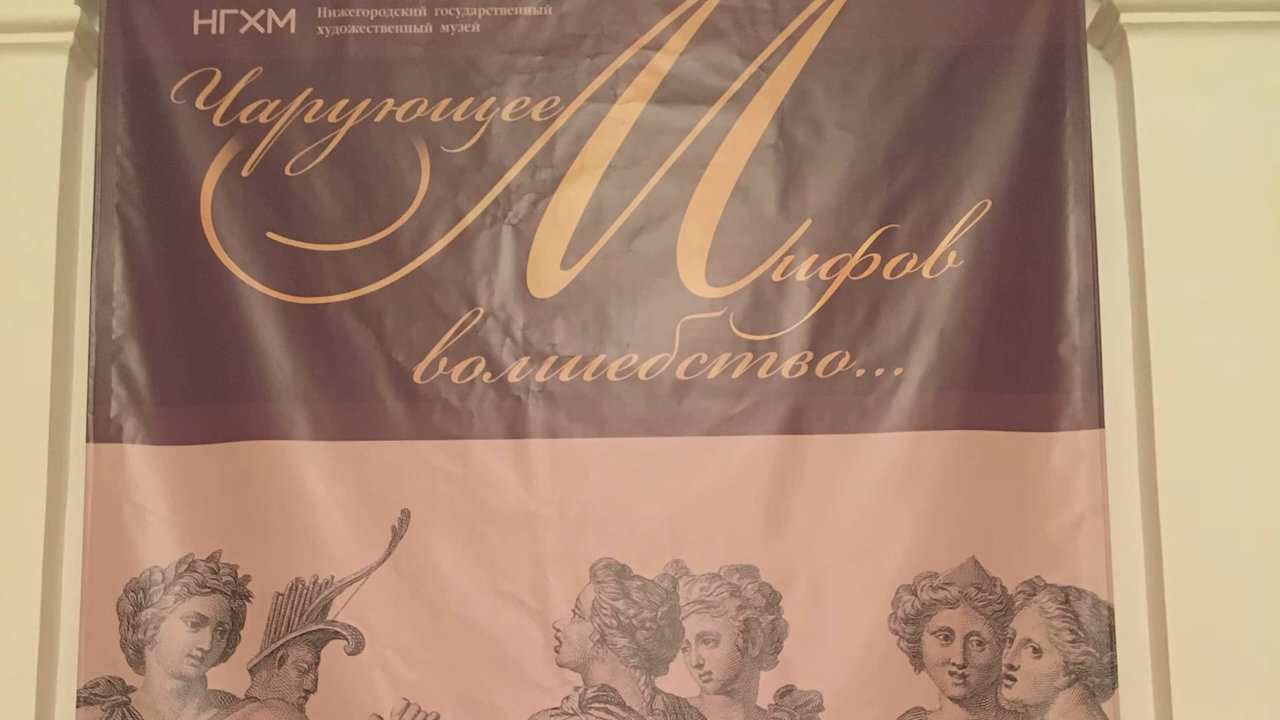 НГХМ
Нижегородский государственный
художественный музей
Чарующее
Мифов
волшебство...